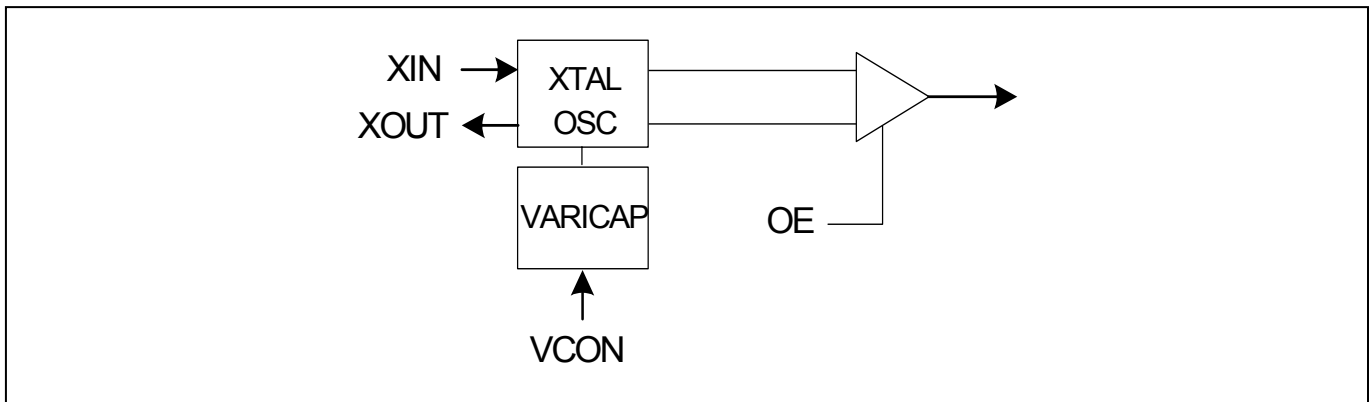 XIN
XOUT
XTAL
OSC
VARICAP
OE
VCON